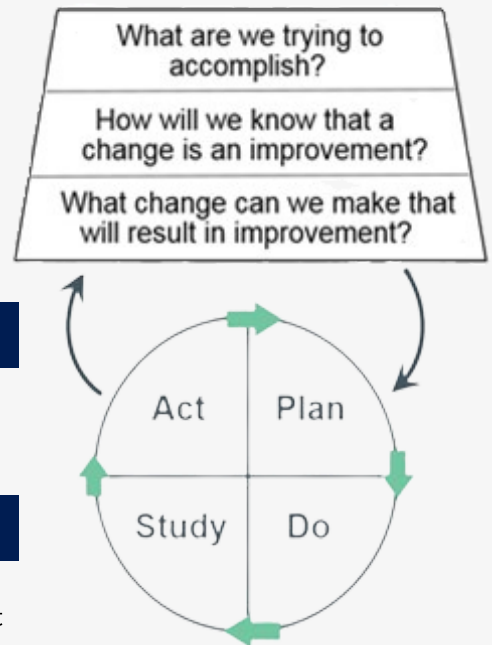 What are we trying to
accomplish?
How will we know that a
change is an improvement?
What change can we make that
will result in improvement?
Act
Plan
Study
Do
t